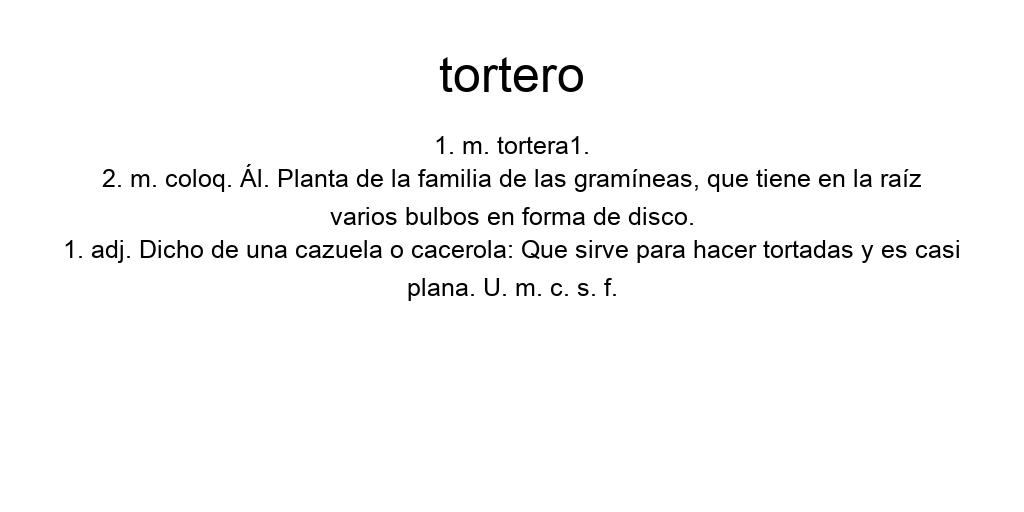 tortero
1. m. tortera1.
2. m. coloq. Ál. Planta de la familia de las gramíneas, que tiene en la raíz
varios bulbos en forma de disco.
1. adj. Dicho de una cazuela o cacerola: Que sirve para hacer tortadas y es casi
plana. U. m. c. s. f.